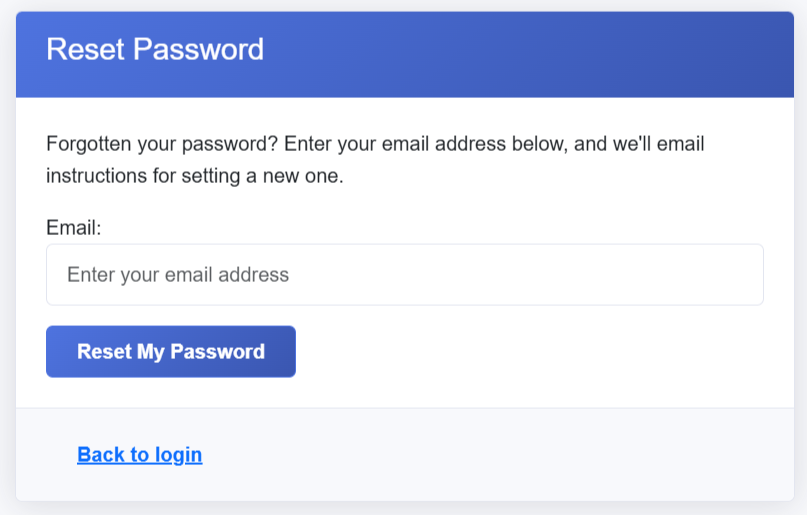 Reset Password
Forgotten your password? Enter your email address below, and we'll email
instructions for setting a new one.
Email:
Enter your email address
Reset My Password
Back to login